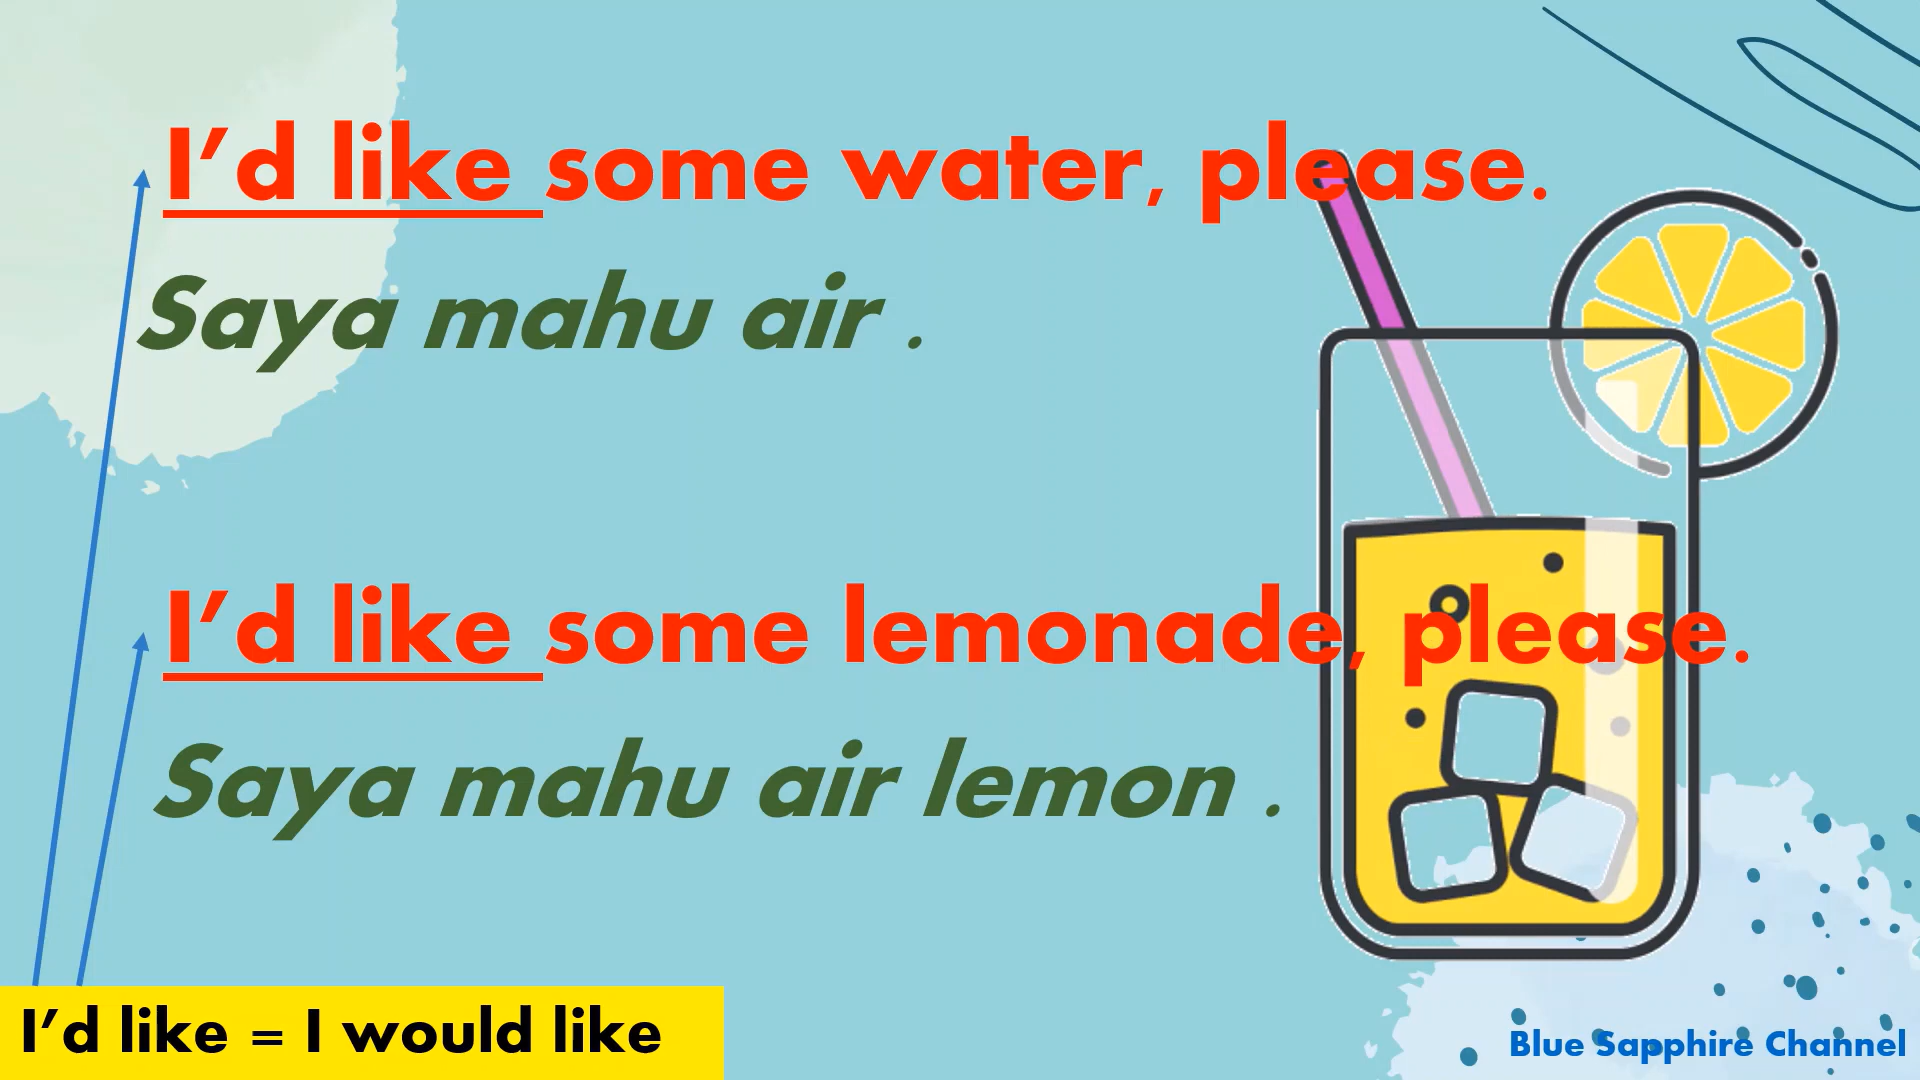 I’d like some water, please.
Saya mahu air .
I’d like some lemonade, please.
Saya mahu air lemon .
I’d like = I would like
Blue Sapphire Channel